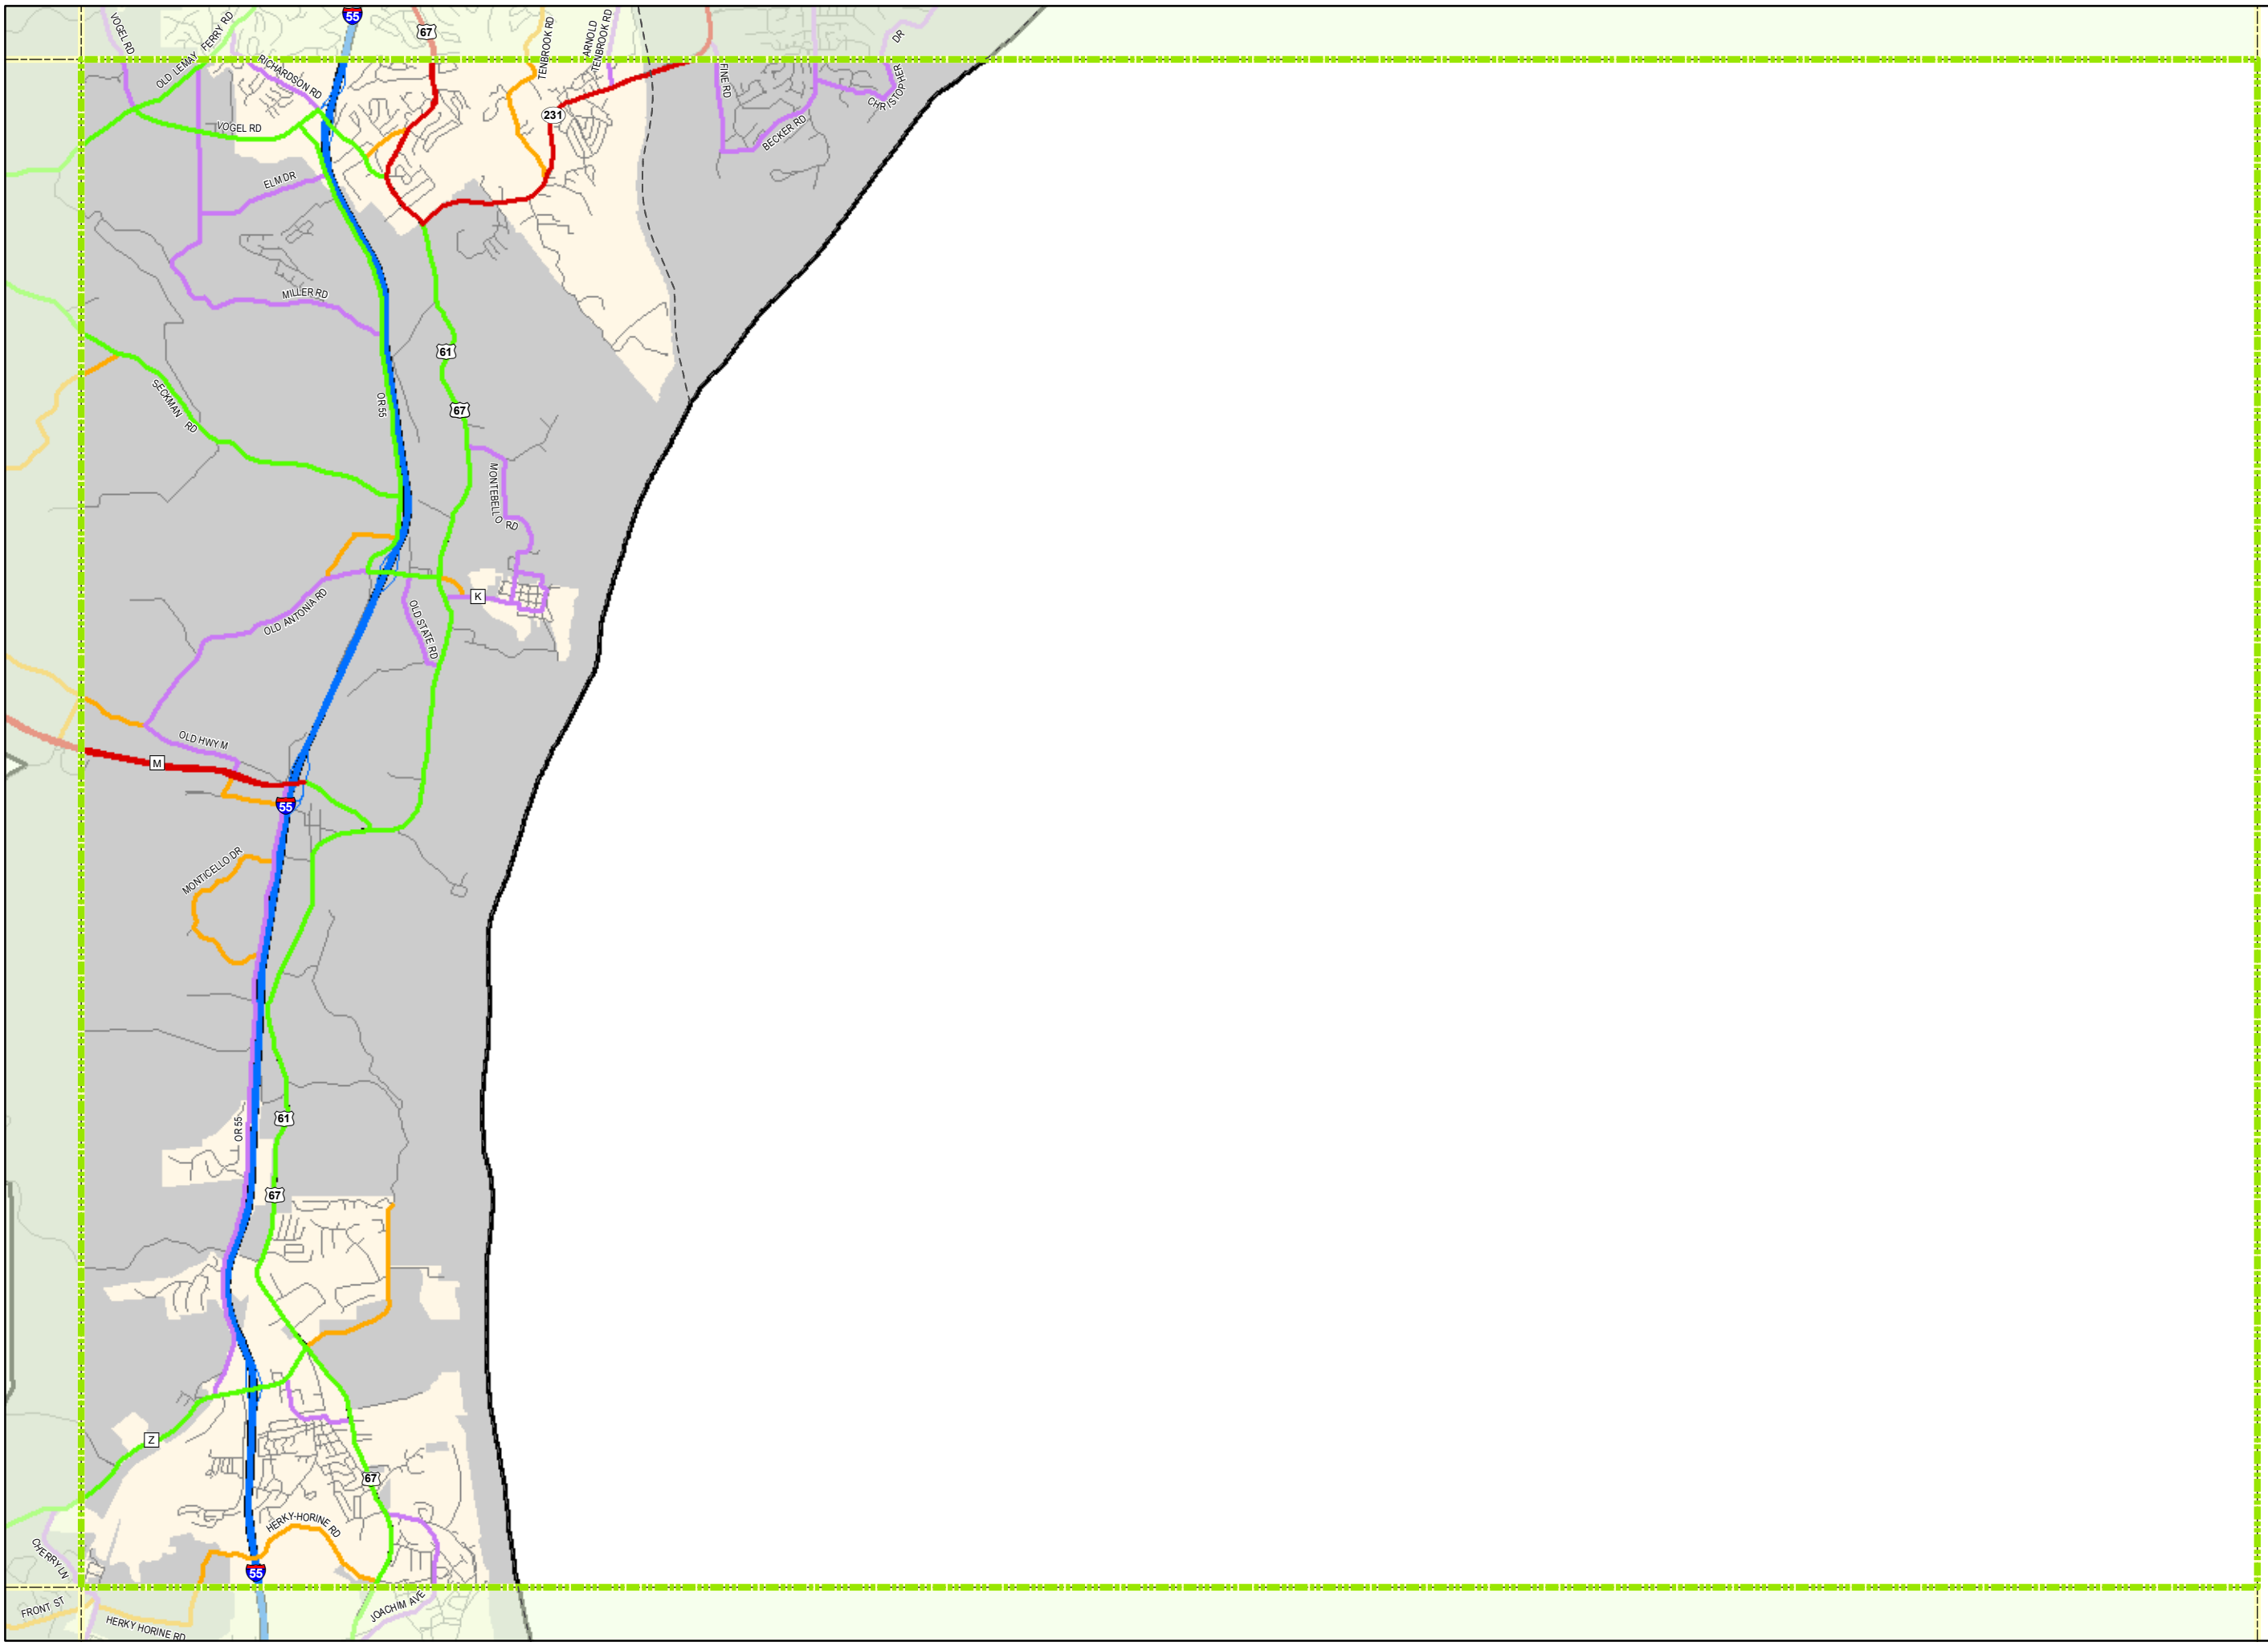 55
67
VOGEL RD
OLD LEMAY FERRY RD
RICHARDSON RD
TENBROOK RD
ARNOLD
TENBROOK RD
DR
CHRISTOPHER
FINE RD
231
VOGEL RD
BECKER RD
ELM DR
MILLER RD
61
OR 55
67
SECKMAN RD
MONTEBELLO RD
K
OLD ANTONIA RD
OLD STATE RD
OLD HWY M
M
55
MONTICELLO DR
61
OR 55
67
Z
67
HERKY-HORINE RD
CHERRY LN
55
FRONT ST
JOACHIM AVE
HERKY HORINE RD